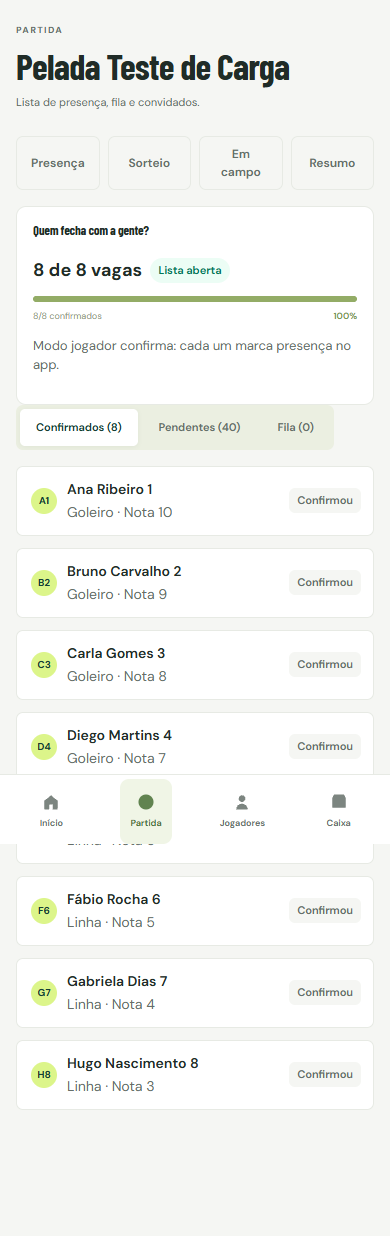 PARTIDA
Pelada Teste de Carga
Lista de presença, fila e convidados.
Presença
Sorteio
Em
campo
Resumo
Quem fecha com a gente?
8 de 8 vagas
Lista aberta
8/8 confirmados
100%
Modo jogador confirma: cada um marca presença no
app.
Confirmados (8)
Pendentes (40)
Fila (0)
A1
Ana Ribeiro 1
Goleiro · Nota 10
Confirmou
B2
Bruno Carvalho 2
Goleiro · Nota 9
Confirmou
C3
Carla Gomes 3
Goleiro · Nota 8
Confirmou
D4
Diego Martins 4
Goleiro · Nota 7
Confirmou
Início
Partida
Jogadores
Caixa
F6
Fábio Rocha 6
Linha · Nota 5
Confirmou
G7
Gabriela Dias 7
Linha · Nota 4
Confirmou
H8
Hugo Nascimento 8
Linha · Nota 3
Confirmou